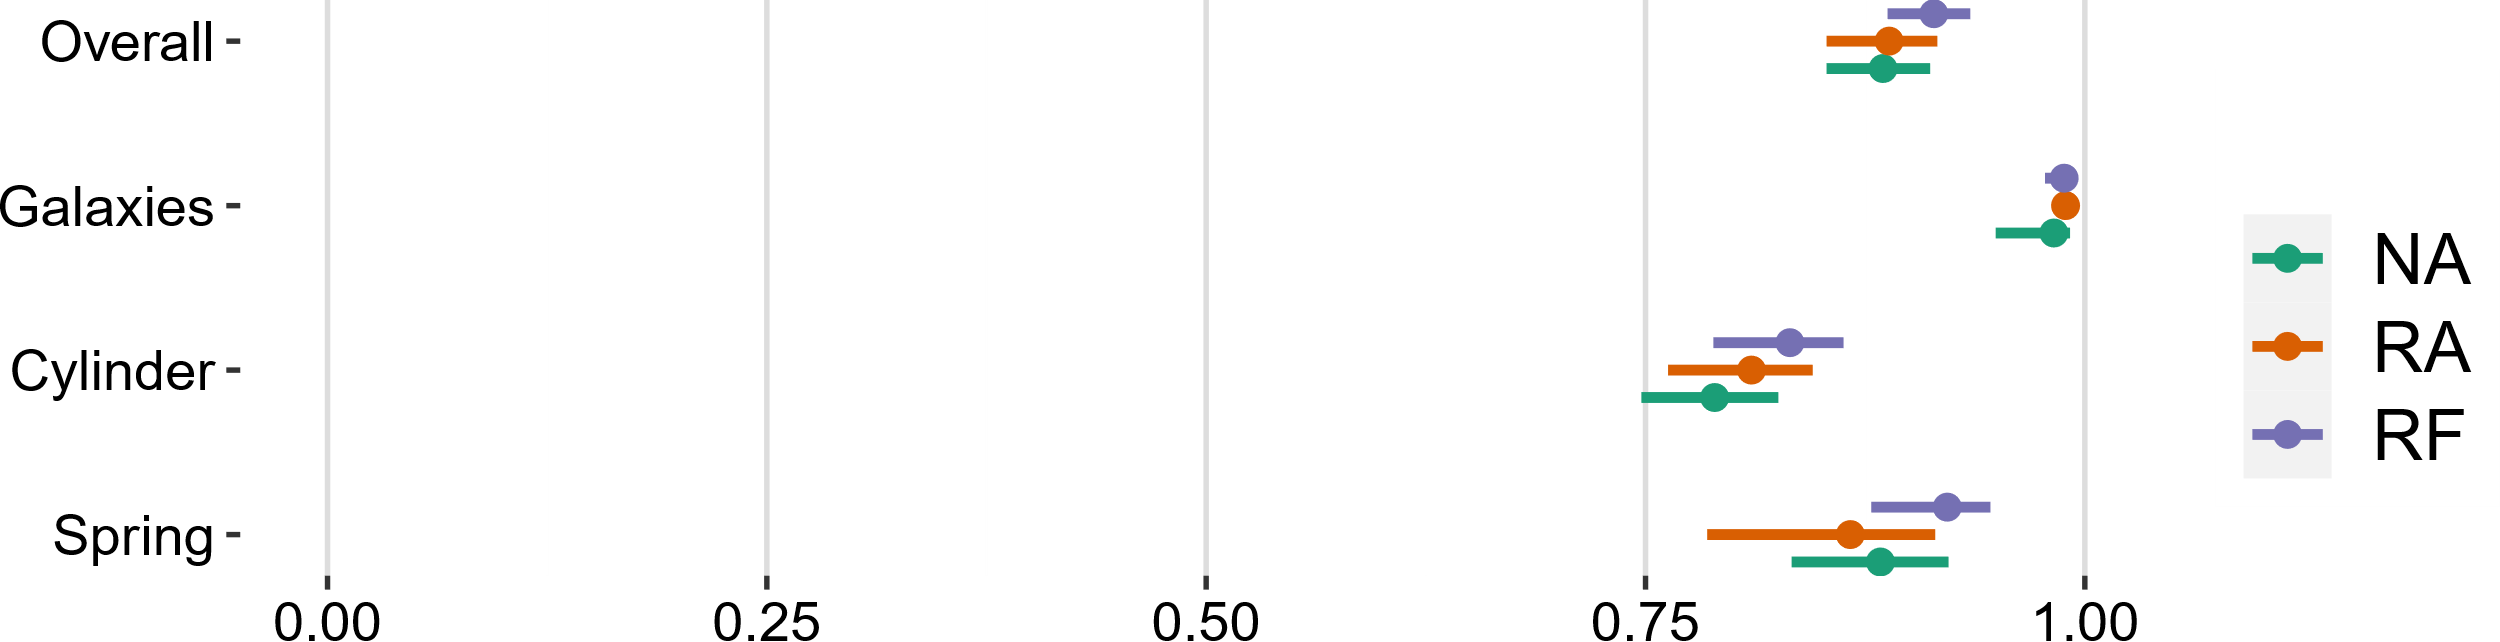 Overall
Galaxies
Cylinder
Spring
0.00 0.25 0.50 0.75 1.00
NA
RA
RF